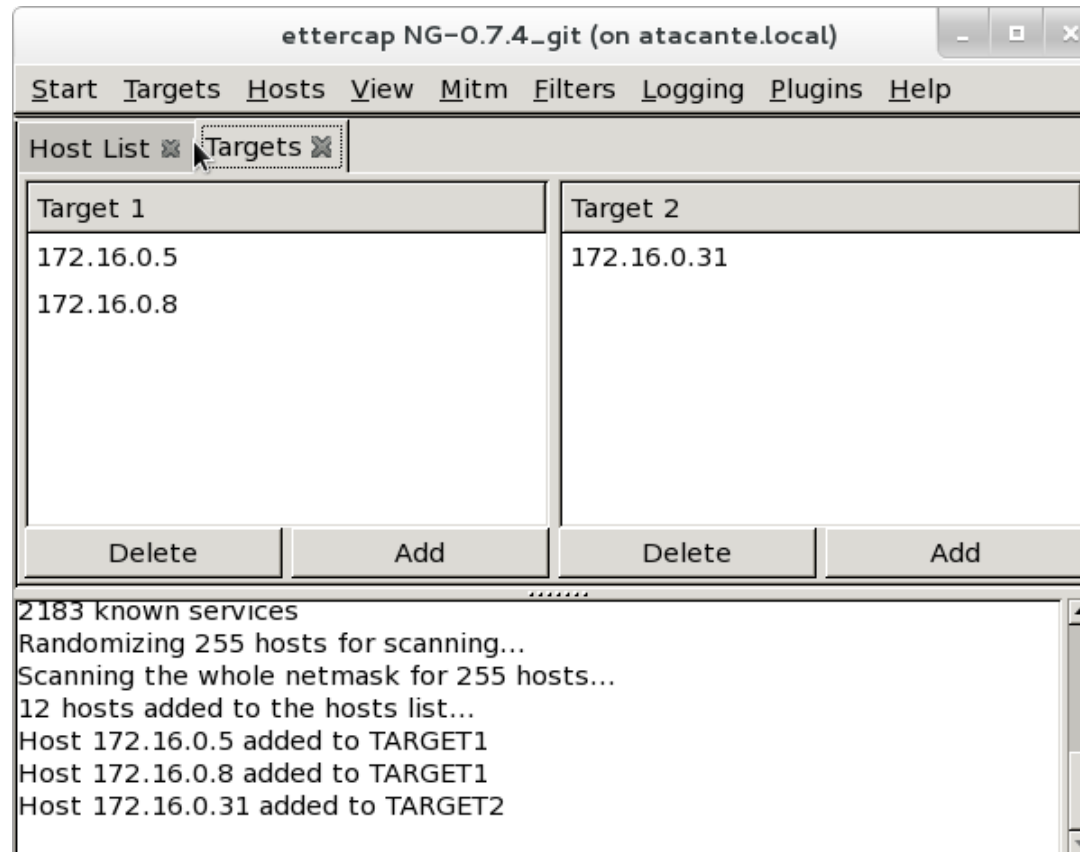 ettercap NG-0.7.4_git (on atacante.local)
Start Targets Hosts View Mitm Filters Logging Plugins Help
Host List Targets
Target 1 Target 2
172.16.0.5 172.16.0.31
172.16.0.8
Delete Add Delete Add
2183 known services
Randomizing 255 hosts for scanning...
Scanning the whole netmask for 255 hosts...
12 hosts added to the hosts list...
Host 172.16.0.5 added to TARGET1
Host 172.16.0.8 added to TARGET1
Host 172.16.0.31 added to TARGET2